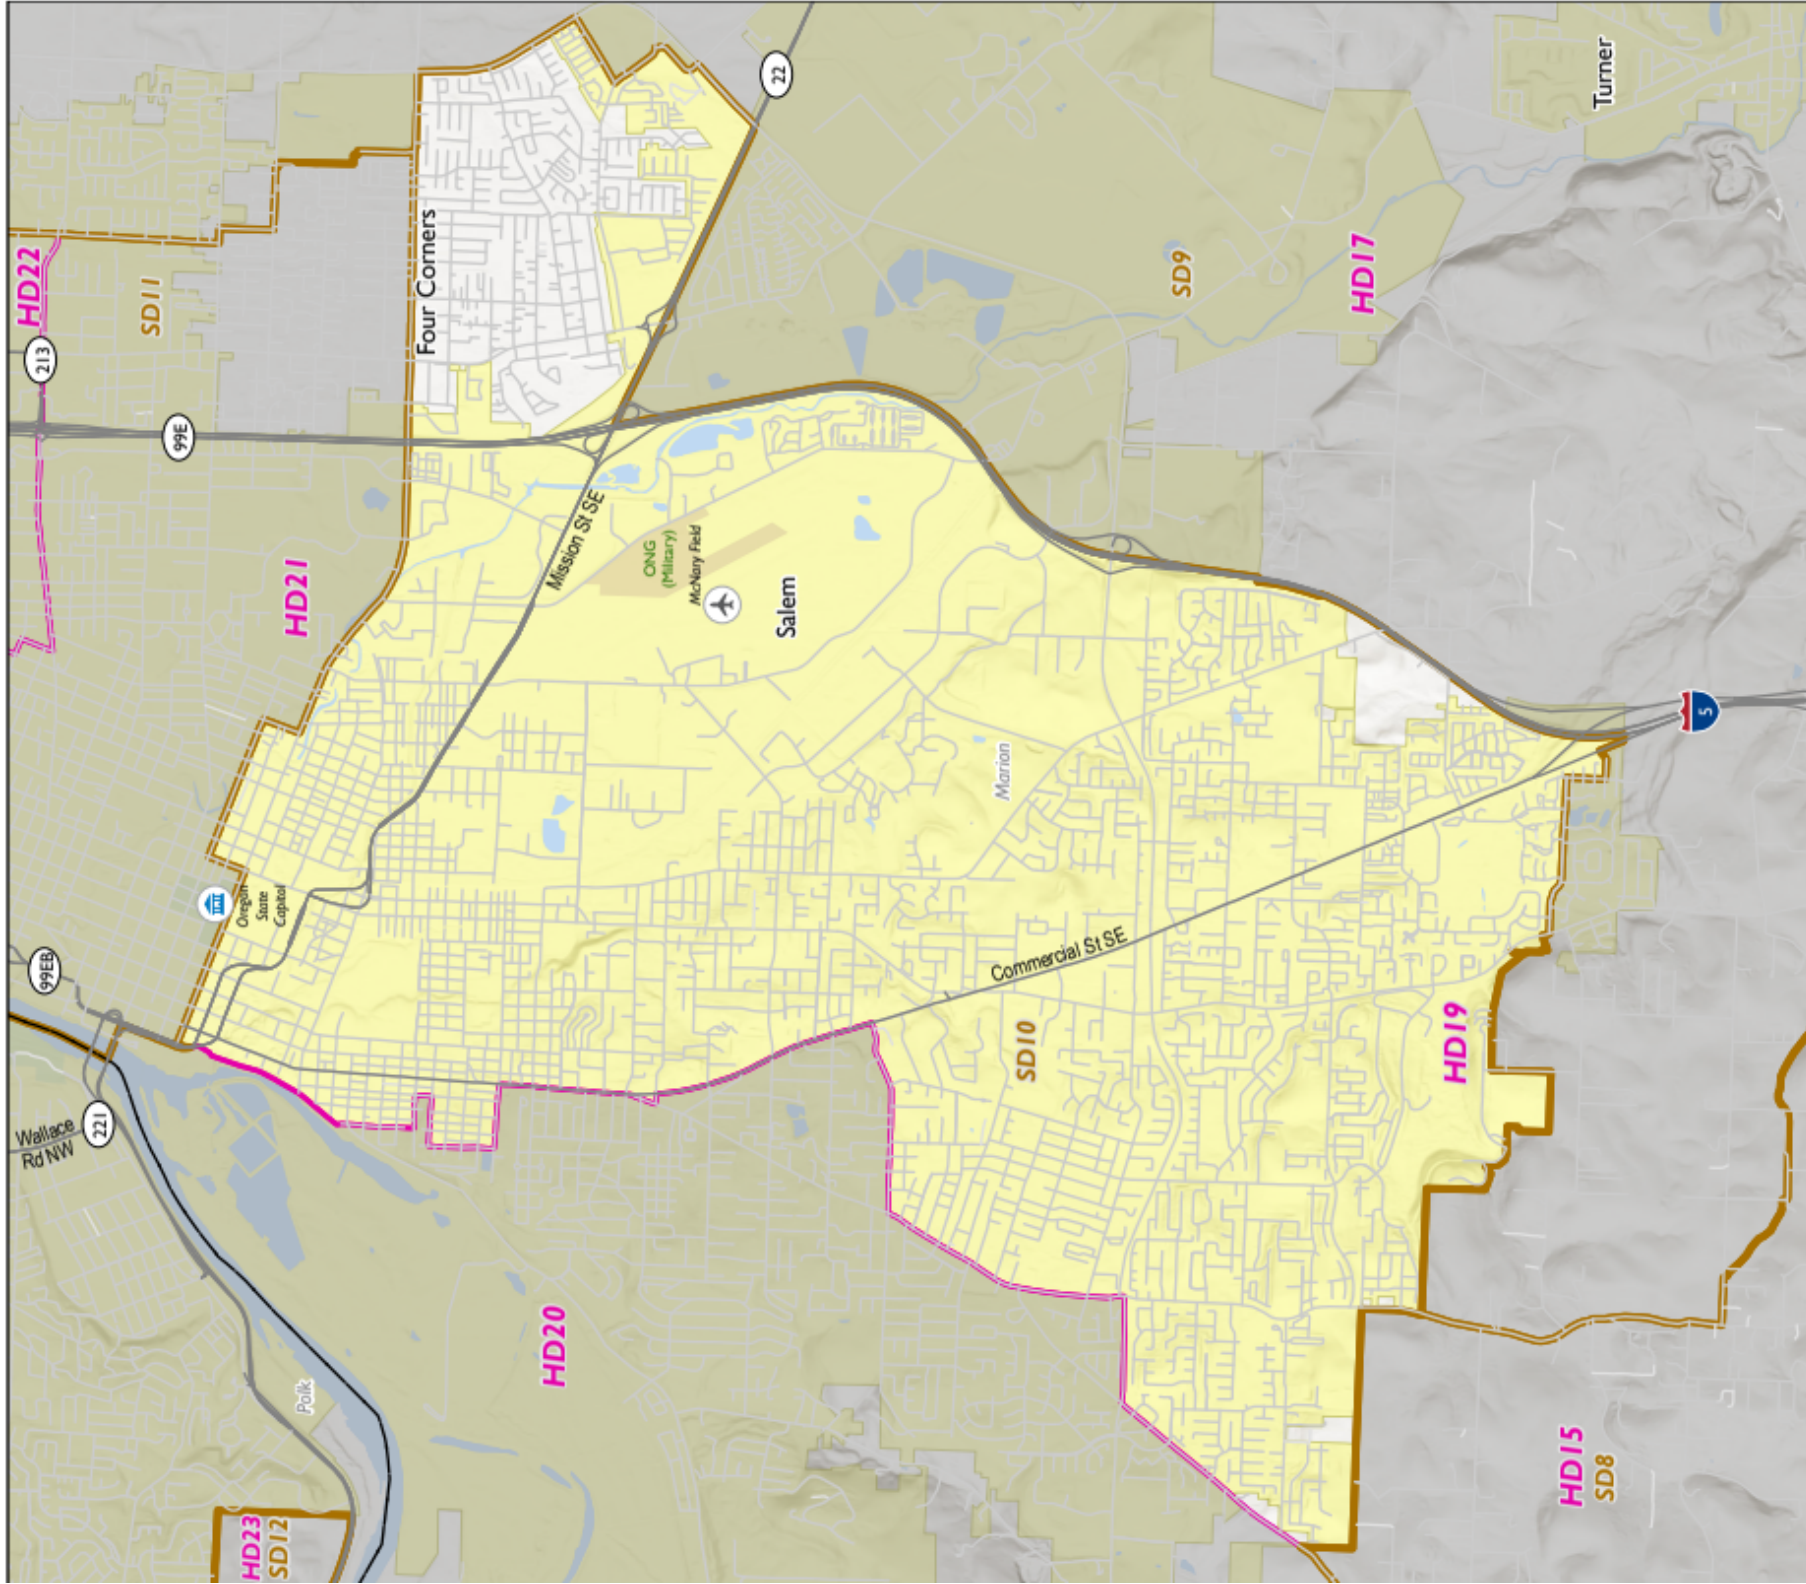 HD22
213
SD11
99E
HD21
Four Corners
22
Turner
SD9
HD17
Mission St SE
ONG
(Military)
McNary Field
Salem
Marion
5
Oregon
State
Capitol
99EB
Commercial St SE
SD10
HD19
Wallace
Rd NW
221
HD20
Polk
HD23
SD12
HD15
SD8